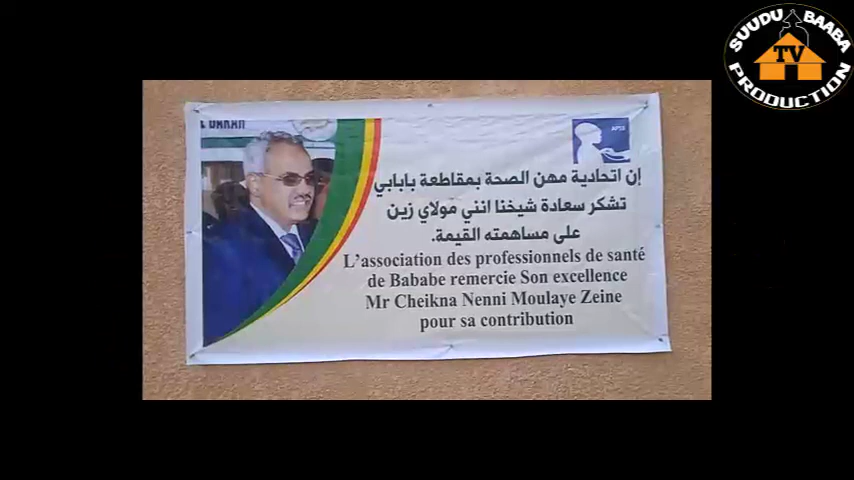 SUUDU BAABA
TV
PRODUCTION
APSB
إن اتحادية مهن الصحة بمقاطعة بابابي
تشكر سعادة شيخنا انني مولاي زين
على مساهمته القيمة.
L'association des professionnels de santé
de Bababe remercie Son excellence
Mr Cheikna Nenni Moulaye Zeine
pour sa contribution